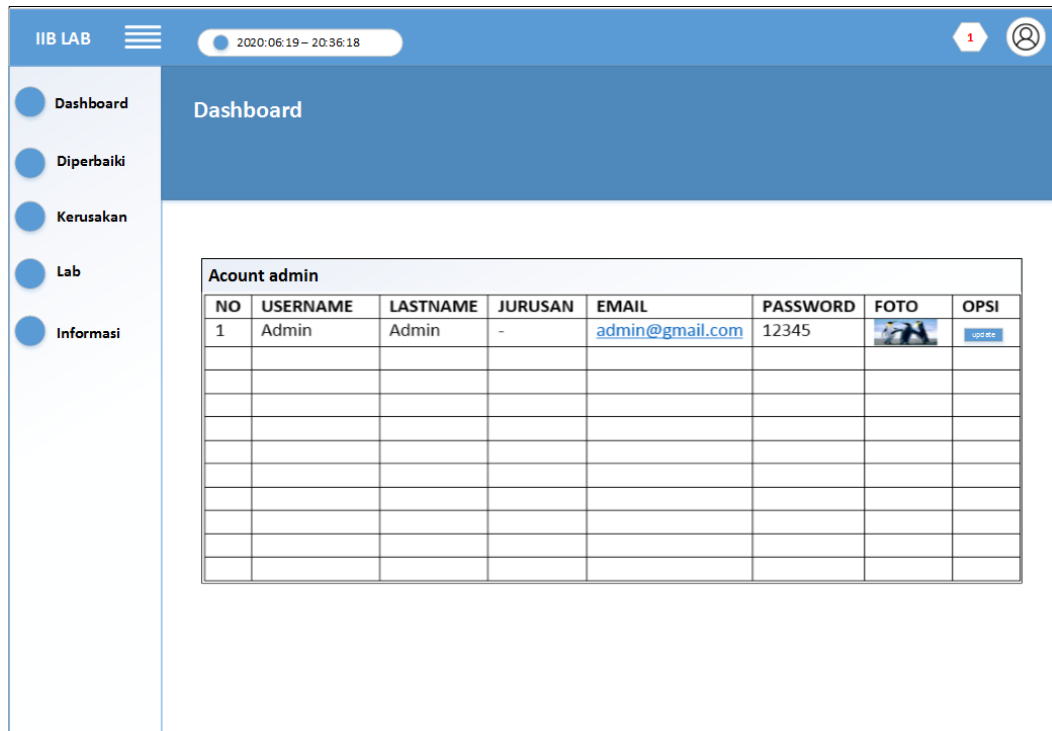 IIB LAB
2020:06:19 – 20:36:18
1
Dashboard
Diperbaiki
Kerusakan
Lab
Informasi
Dashboard
Acount admin
NO USERNAME LASTNAME JURUSAN EMAIL PASSWORD FOTO OPSI
1 Admin Admin - admin@gmail.com 12345 update